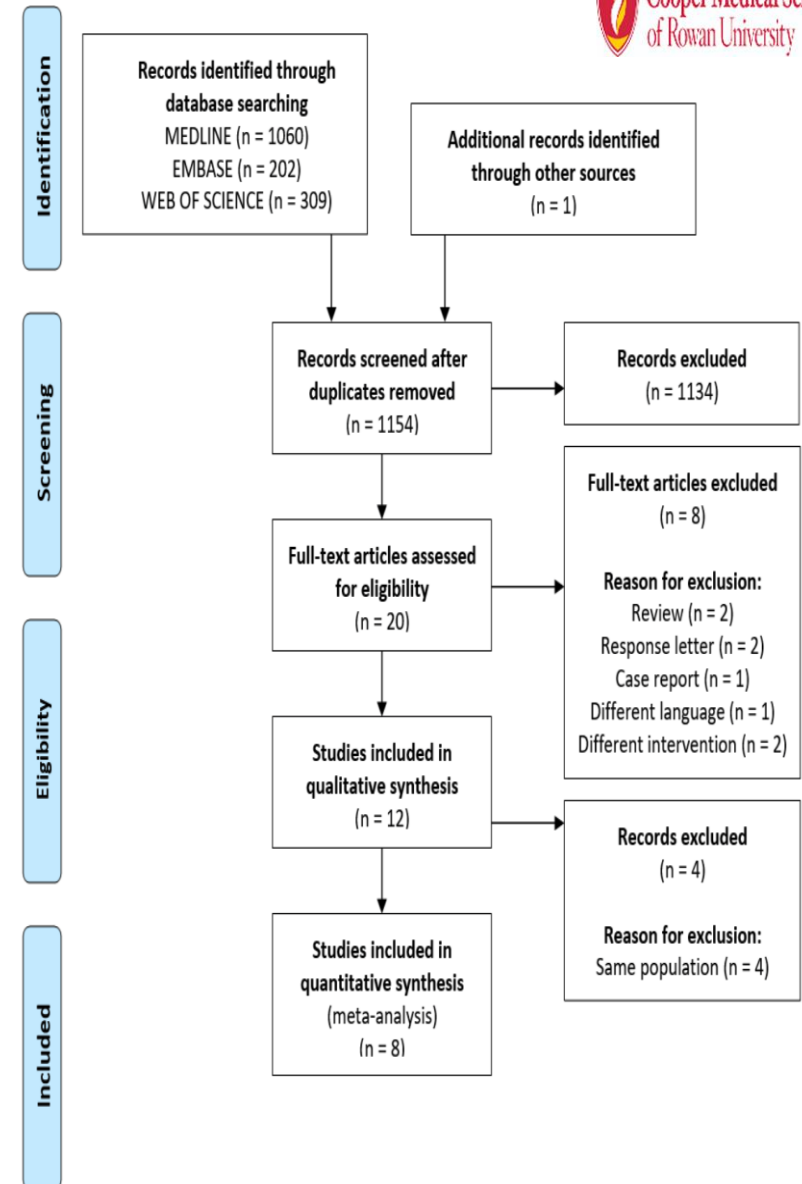 Cooper Medical
of Rowan University
Identification
Records identified through
database searching
MEDLINE (n = 1060)
EMBASE (n = 202)
WEB OF SCIENCE (n = 309)
Additional records identified
through other sources
(n = 1)
Screening
Records screened after
duplicates removed
(n = 1154)
Records excluded
(n = 1134)
Full-text articles assessed
for eligibility
(n = 20)
Full-text articles excluded
(n = 8)
Reason for exclusion:
Review (n = 2)
Response letter (n = 2)
Case report (n = 1)
Different language (n = 1)
Different intervention (n = 2)
Eligibility
Studies included in
qualitative synthesis
(n = 12)
Records excluded
(n = 4)
Reason for exclusion:
Same population (n = 4)
Included
Studies included in
quantitative synthesis
(meta-analysis)
(n = 8)